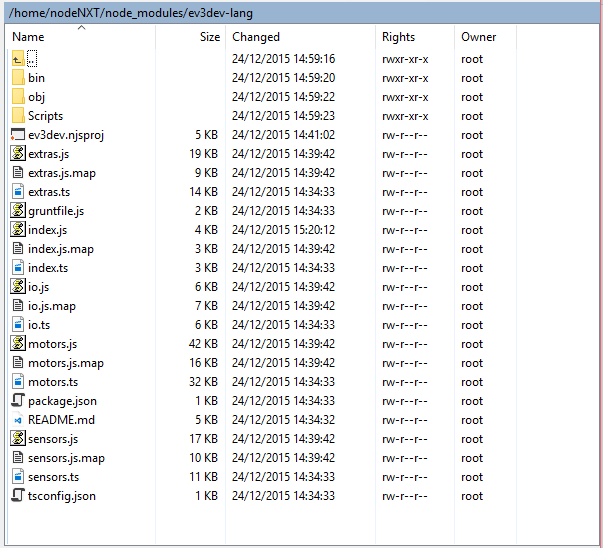 /home/nodeNXT/node_modules/ev3dev-lang
Name Size Changed Rights Owner
.. 24/12/2015 14:59:16 rwxr-xr-x root
bin 24/12/2015 14:59:20 rwxr-xr-x root
obj 24/12/2015 14:59:22 rwxr-xr-x root
Scripts 24/12/2015 14:59:23 rwxr-xr-x root
ev3dev.njsproj 5 KB 24/12/2015 14:41:02 rw-r--r-- root
extras.js 19 KB 24/12/2015 14:39:42 rw-r--r-- root
extras.js.map 9 KB 24/12/2015 14:39:42 rw-r--r-- root
extras.ts 14 KB 24/12/2015 14:34:33 rw-r--r-- root
gruntfile.js 2 KB 24/12/2015 14:34:33 rw-r--r-- root
index.js 4 KB 24/12/2015 15:20:12 rw-r--r-- root
index.js.map 3 KB 24/12/2015 14:39:42 rw-r--r-- root
index.ts 3 KB 24/12/2015 14:34:33 rw-r--r-- root
io.js 6 KB 24/12/2015 14:39:42 rw-r--r-- root
io.js.map 7 KB 24/12/2015 14:39:42 rw-r--r-- root
io.ts 6 KB 24/12/2015 14:34:33 rw-r--r-- root
motors.js 42 KB 24/12/2015 14:39:42 rw-r--r-- root
motors.js.map 16 KB 24/12/2015 14:39:42 rw-r--r-- root
motors.ts 32 KB 24/12/2015 14:34:33 rw-r--r-- root
package.json 1 KB 24/12/2015 14:34:33 rw-r--r-- root
README.md 5 KB 24/12/2015 14:34:32 rw-r--r-- root
sensors.js 17 KB 24/12/2015 14:39:42 rw-r--r-- root
sensors.js.map 10 KB 24/12/2015 14:39:42 rw-r--r-- root
sensors.ts 11 KB 24/12/2015 14:34:33 rw-r--r-- root
tsconfig.json 1 KB 24/12/2015 14:34:33 rw-r--r-- root